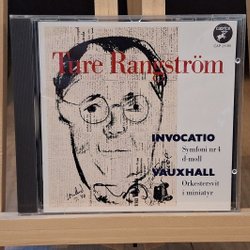 Ture Rangström
INVOCATIO
Symfoni nr 4
d-moll
VAUXHALL
Orkestersvit
i miniatyr